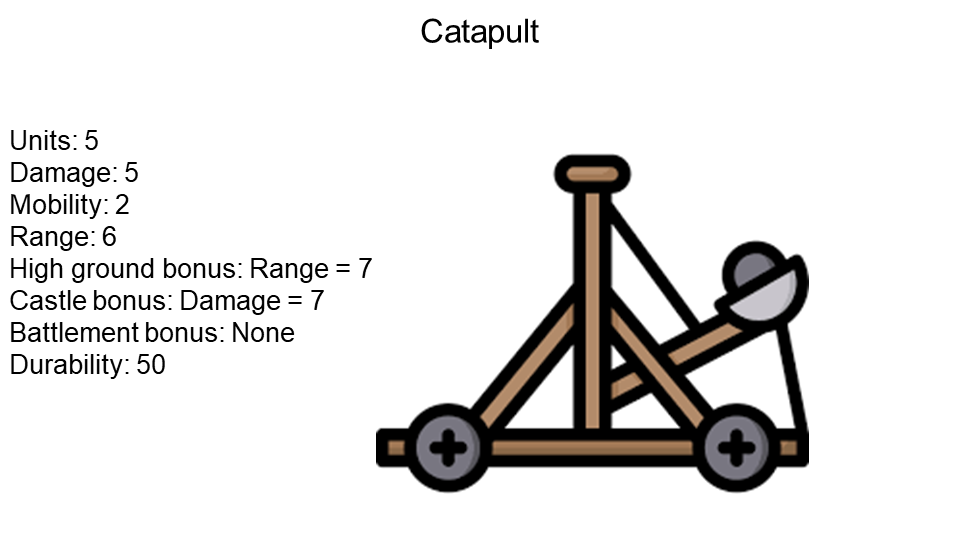 Catapult
Units: 5
Damage: 5
Mobility: 2
Range: 6
High ground bonus: Range = 7
Castle bonus: Damage = 7
Battlement bonus: None
Durability: 50